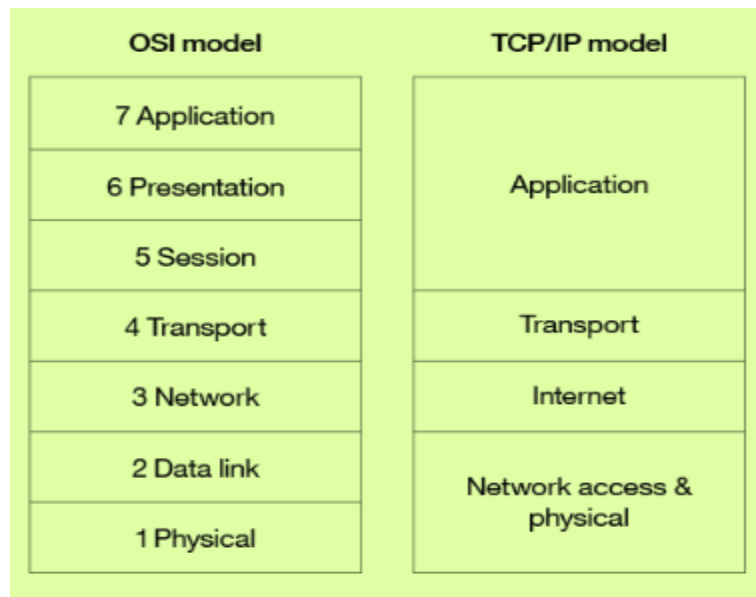 OSI model
7 Application
6 Presentation
5 Session
4 Transport
3 Network
2 Data link
1 Physical
TCP/IP model
Application
Transport
Internet
Network access &
physical